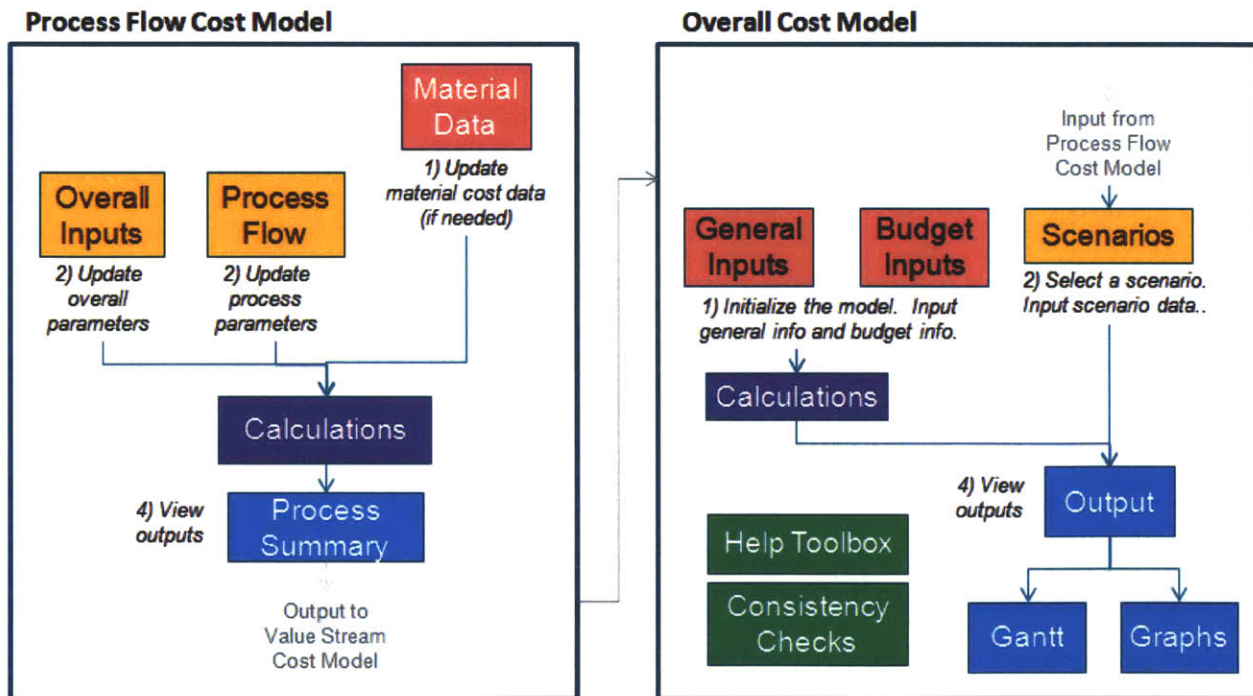 Process Flow Cost Model
Material
Data
1) Update
material cost data
(if needed)
Overall
Inputs
2) Update
overall
parameters
Process
Flow
2) Update
process
parameters
Calculations
4) View
outputs
Process
Summary
Output to
Value Stream
Cost Model
Overall Cost Model
Input from
Process Flow
Cost Model
General
Inputs
Budget
Inputs
1) Initialize the model. Input
general info and budget info.
Scenarios
2) Select a scenario.
Input scenario data..
Calculations
4) View
outputs
Output
Help Toolbox
Consistency
Checks
Gantt
Graphs